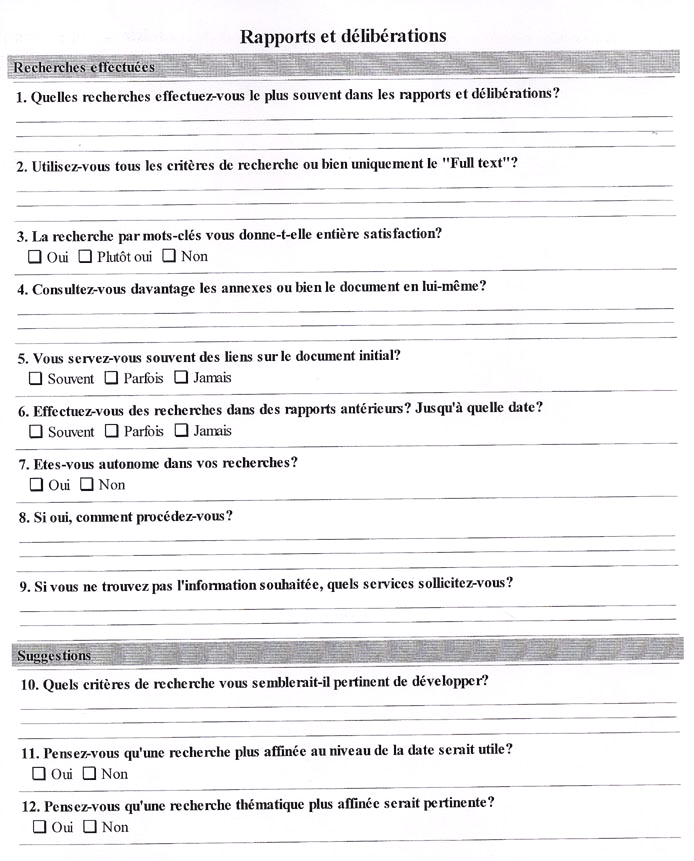 Rapports et délibérations
Recherches effectuées
1. Quelles recherches effectuez-vous le plus souvent dans les rapports et délibérations?
2. Utilisez-vous tous les critères de recherche ou bien uniquement le "Full text"?
3. La recherche par mots-clés vous donne-t-elle entière satisfaction?
Oui Plutôt oui Non
4. Consultez-vous davantage les annexes ou bien le document en lui-même?
5. Vous servez-vous souvent des liens sur le document initial?
Souvent Parfois Jamais
6. Effectuez-vous des recherches dans des rapports antérieurs? Jusqu'à quelle date?
Souvent Parfois Jamais
7. Etes-vous autonome dans vos recherches?
Oui Non
8. Si oui, comment procédez-vous?
9. Si vous ne trouvez pas l'information souhaitée, quels services sollicitez-vous?
Suggestions
10. Quels critères de recherche vous semblerait-il pertinent de développer?
11. Pensez-vous qu'une recherche plus affinée au niveau de la date serait utile?
Oui Non
12. Pensez-vous qu'une recherche thématique plus affinée serait pertinente?
Oui Non